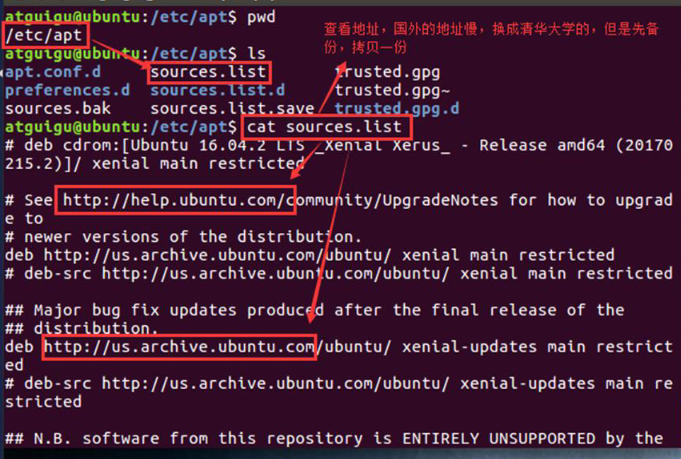 atguigu@ubuntu:/etc/apt$ pwd
/etc/apt
查看地址，国外的地址慢，换成清华大学的，但是先备
份，拷贝一份
atguigu@ubuntu:/etc/apt$ ls
apt.conf.d sources.list trusted.gpg
preferences.d sources.list.d trusted.gpg~
sources.bak sources.list.save trusted.gpg.d
atguigu@ubuntu:/etc/apt$ cat sources.list
# deb cdrom:[Ubuntu 16.04.2 LTS _Xenial Xerus_ - Release amd64 (20170
215.2)]/ xenial main restricted
# See http://help.ubuntu.com/community/UpgradeNotes for how to upgrad
e to
# newer versions of the distribution.
deb http://us.archive.ubuntu.com/ubuntu/ xenial main restricted
# deb-src http://us.archive.ubuntu.com/ubuntu/ xenial main restricted
## Major bug fix updates produced after the final release of the
## distribution.
deb http://us.archive.ubuntu.com/ubuntu/ xenial-updates main restrict
ed
# deb-src http://us.archive.ubuntu.com/ubuntu/ xenial-updates main re
stricted
## N.B. software from this repository is ENTIRELY UNSUPPORTED by the